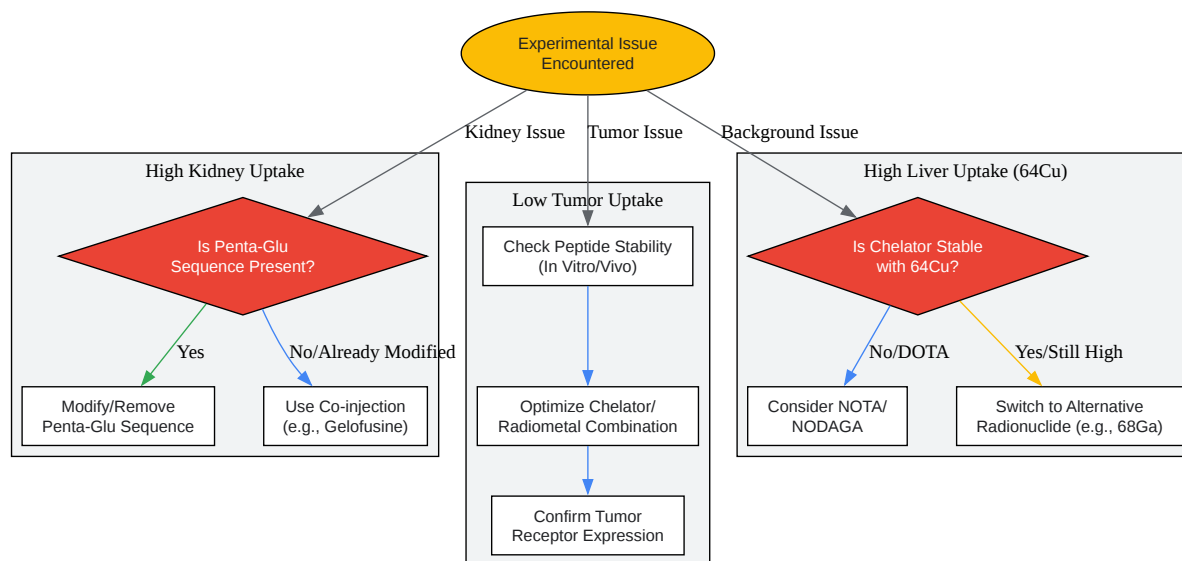 Experimental Issue
Encountered
Kidney Issue
Tumor Issue
Background Issue
High Kidney Uptake
Is Penta-Glu
Sequence Present?
Yes
No/Already Modified
Modify/Remove
Penta-Glu Sequence
Use Co-injection
(e.g., Gelofusine)
Low Tumor Uptake
Check Peptide Stability
(In Vitro/Vivo)
Optimize Chelator/
Radiometal Combination
Confirm Tumor
Receptor Expression
High Liver Uptake (64Cu)
Is Chelator Stable
with 64Cu?
No/DOTA
Yes/Still High
Consider NOTA/
NODAGA
Switch to Alternative
Radionuclide (e.g., 68Ga)